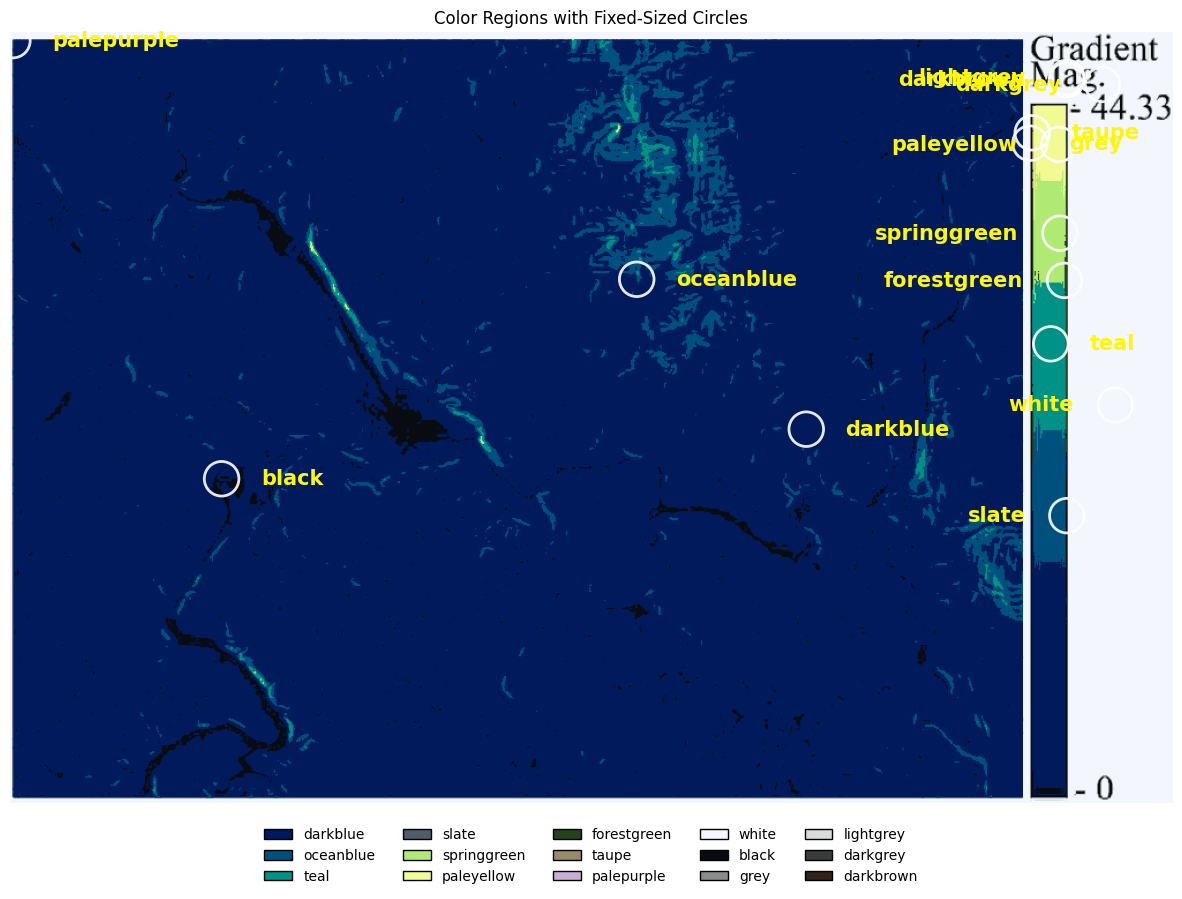 Color Regions with Fixed-Sized Circles
palepurple
Gradient
Mag.
lightgrey
darkgrey
- 44.33
taupe
paleyellow
grey
springgreen
oceanblue
forestgreen
teal
white
darkblue
black
slate
- 0
darkblue slate forestgreen white lightgrey
oceanblue springgreen taupe black darkgrey
teal paleyellow palepurple grey darkbrown